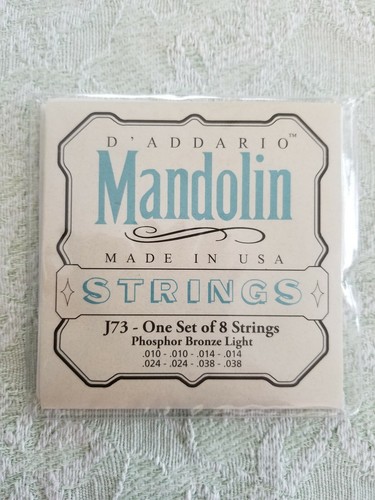 D'ADDARIO™
Mandolin
MADE IN USA
STRINGS
J73 - One Set of 8 Strings
Phosphor Bronze Light
.010 - .010 - .014 - .014
.024 - .024 - .038 - .038